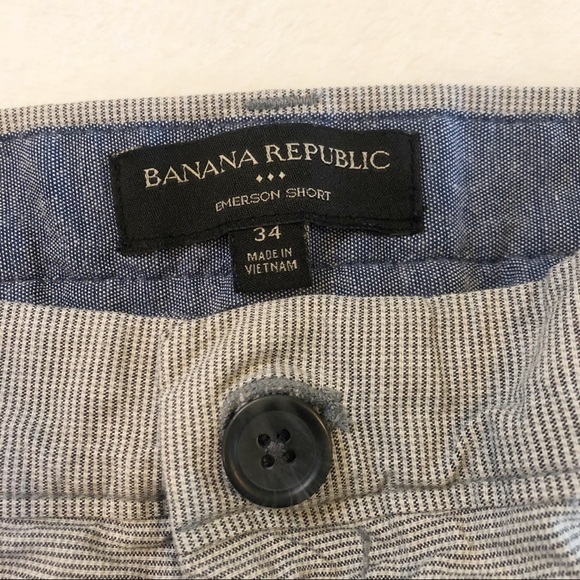 BANANA REPUBLIC
EMERSON SHORT
34
MADE IN
VIETNAM